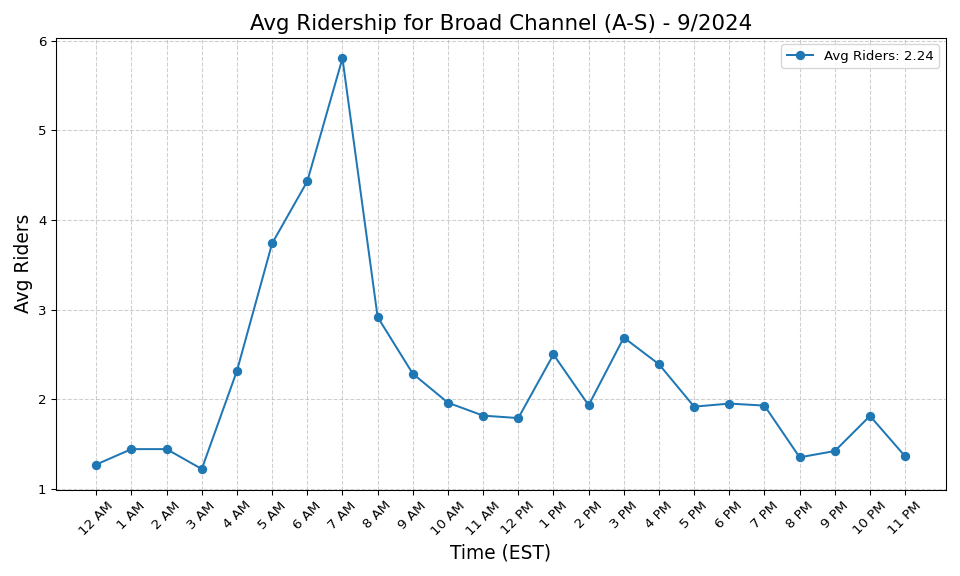 Avg Ridership for Broad Channel (A-S) - 9/2024
Avg Riders: 2.24
6
5
4
3
2
1
Avg Riders
12 AM
1 AM
2 AM
3 AM
4 AM
5 AM
6 AM
7 AM
8 AM
9 AM
10 AM
11 AM
12 PM
1 PM
2 PM
3 PM
4 PM
5 PM
6 PM
7 PM
8 PM
9 PM
10 PM
11 PM
Time (EST)